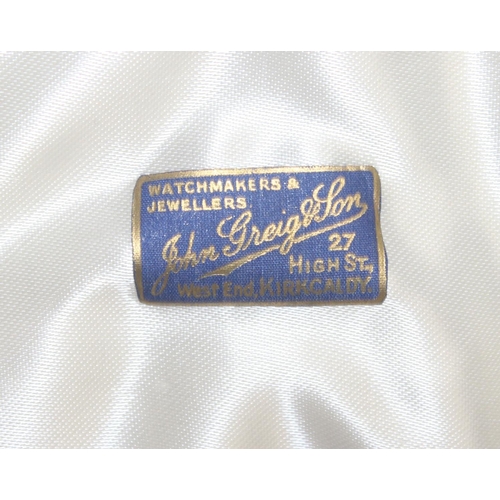 WATCHMAKERS &
JEWELLERS
John Greig & Son
27
HIGH ST.,
West End, KIRKCALDY.